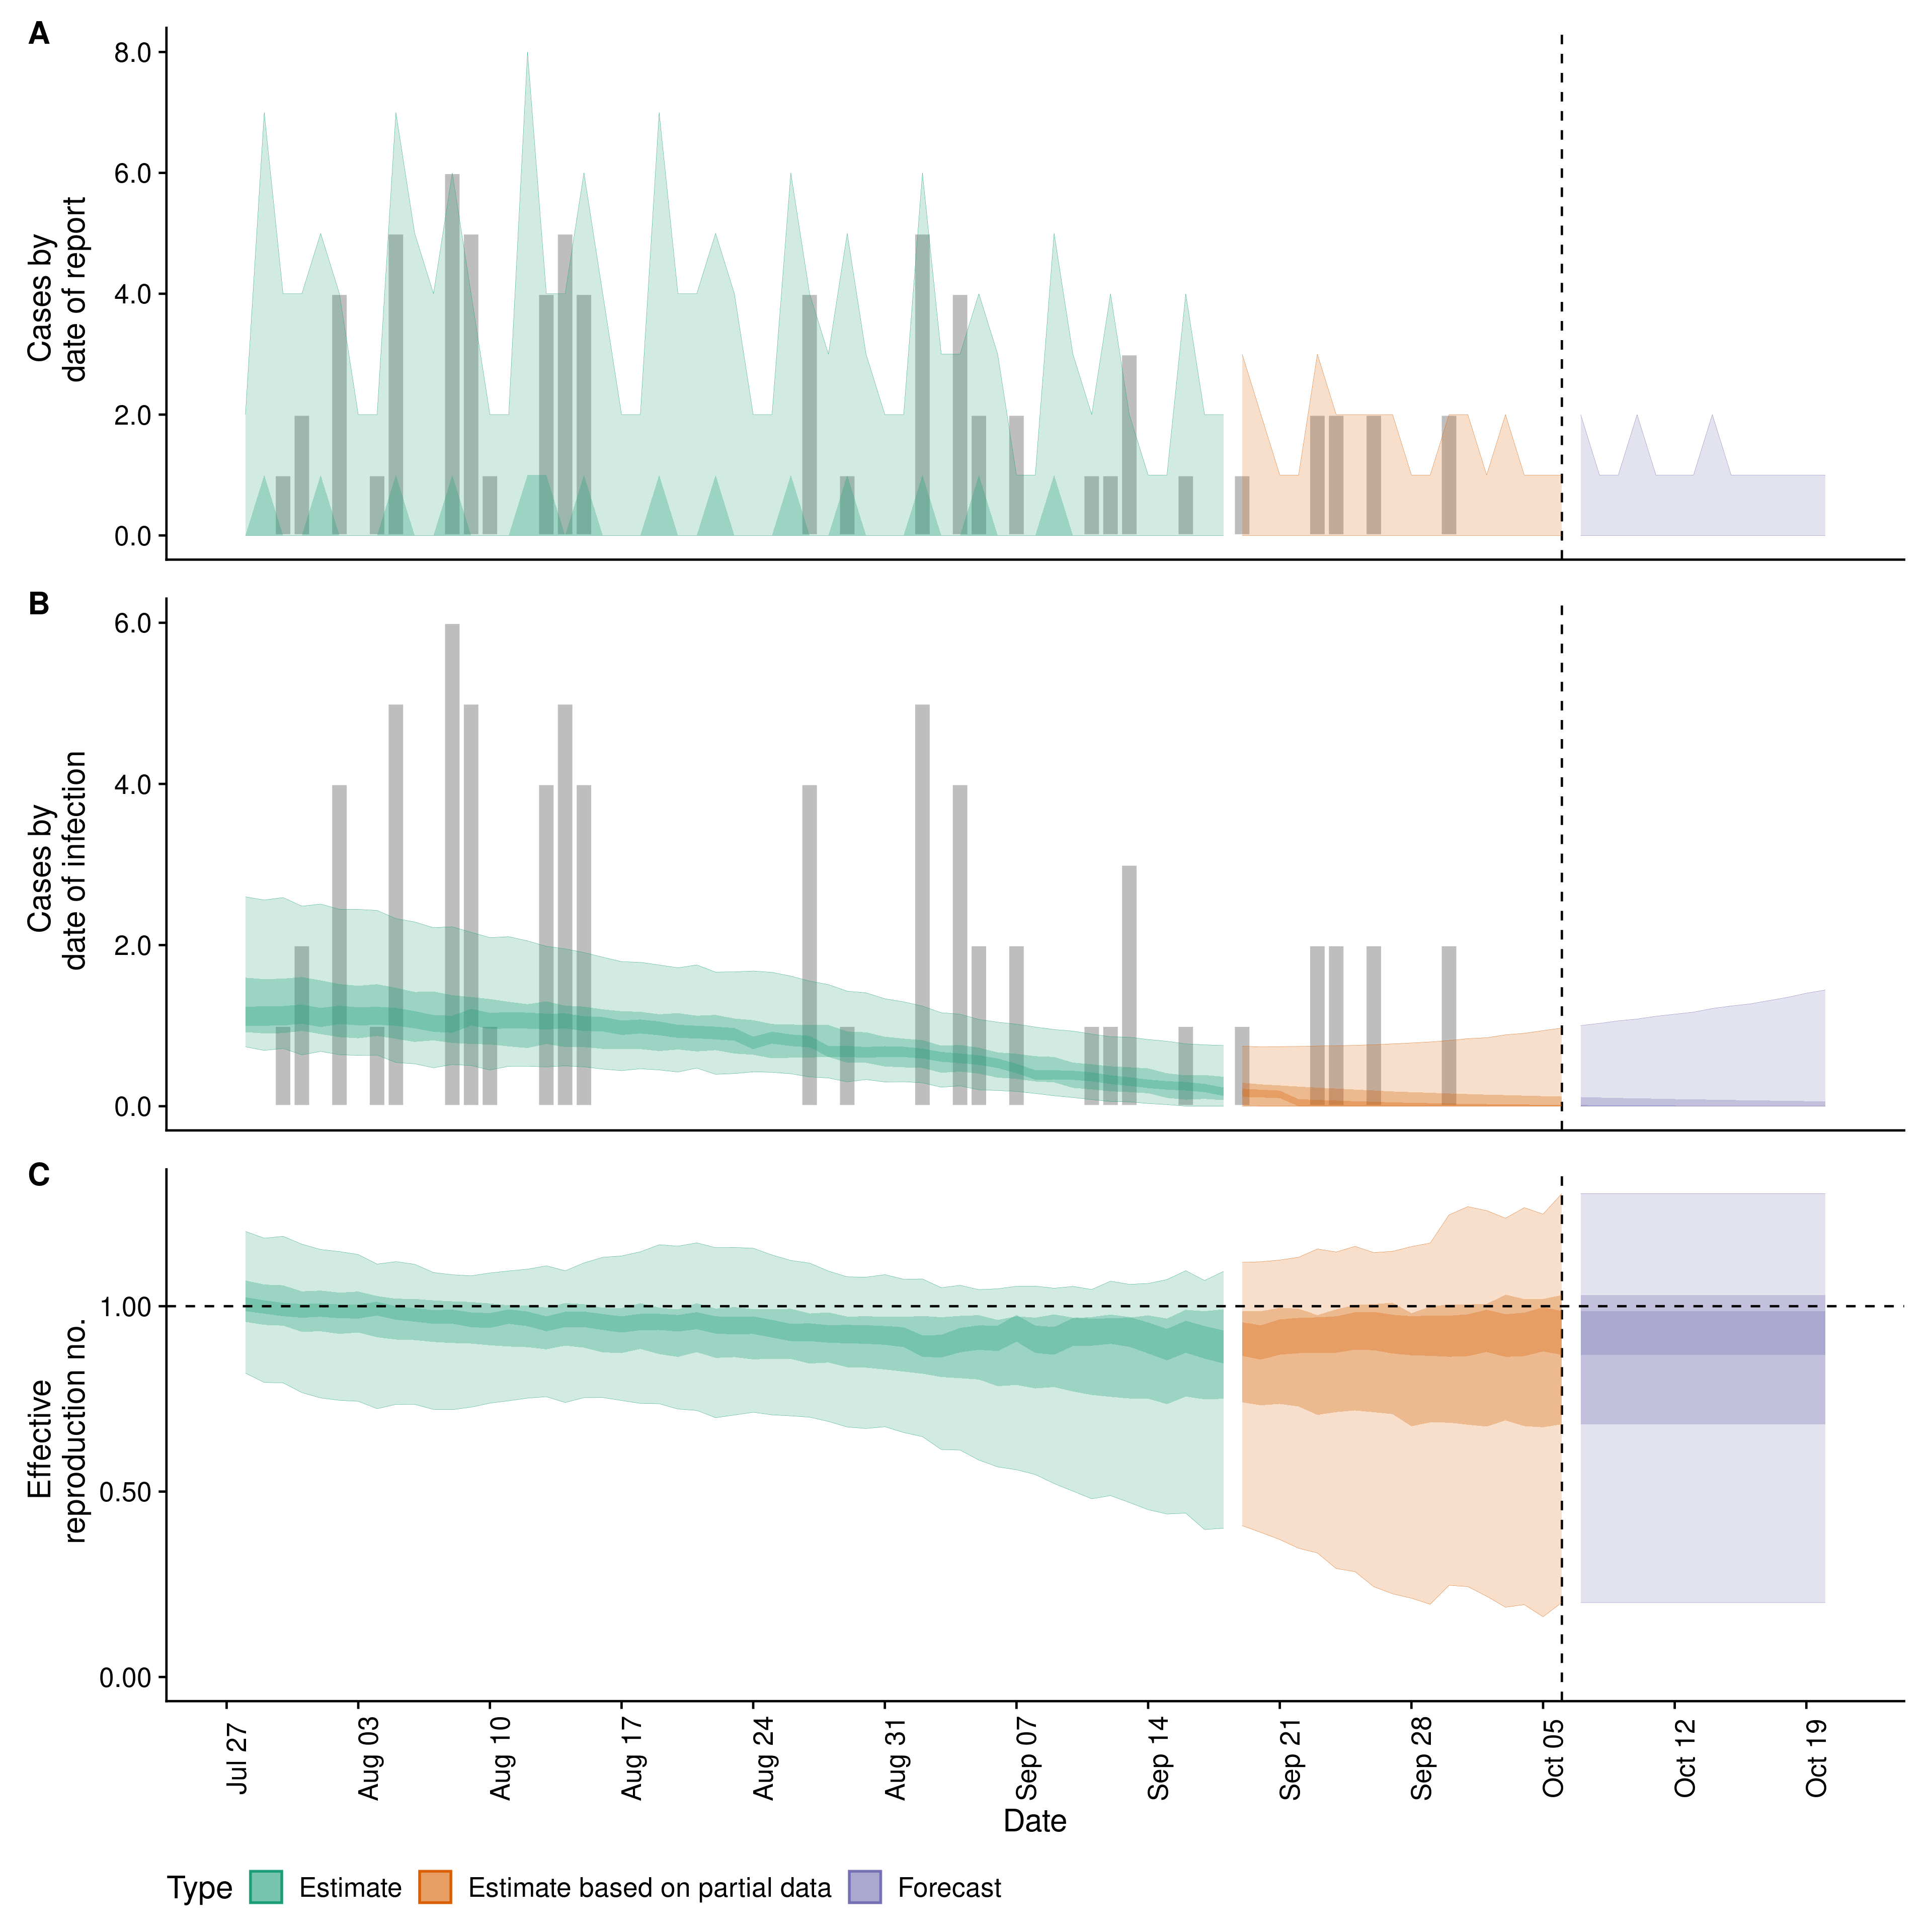 A
Cases by
date of report
8.0
6.0
4.0
2.0
0.0
B
Cases by
date of infection
6.0
4.0
2.0
0.0
C
Effective
reproduction no.
1.00
0.50
0.00
Jul 27
Aug 03
Aug 10
Aug 17
Aug 24
Aug 31
Sep 07
Sep 14
Sep 21
Sep 28
Oct 05
Oct 12
Oct 19
Date
Type Estimate Estimate based on partial data Forecast